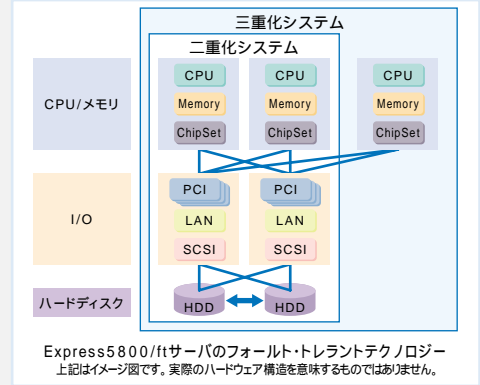 三重化システム
二重化システム
CPU/メモリ
CPU
CPU
CPU
Memory
Memory
Memory
ChipSet
ChipSet
ChipSet
I/O
PCI
PCI
LAN
LAN
SCSI
SCSI
ハードディスク
HDD
HDD
Express5800/ftサーバのフォールト・トレラントテクノロジー
上記はイメージ図です。実際のハードウェア構造を意味するものではありません。